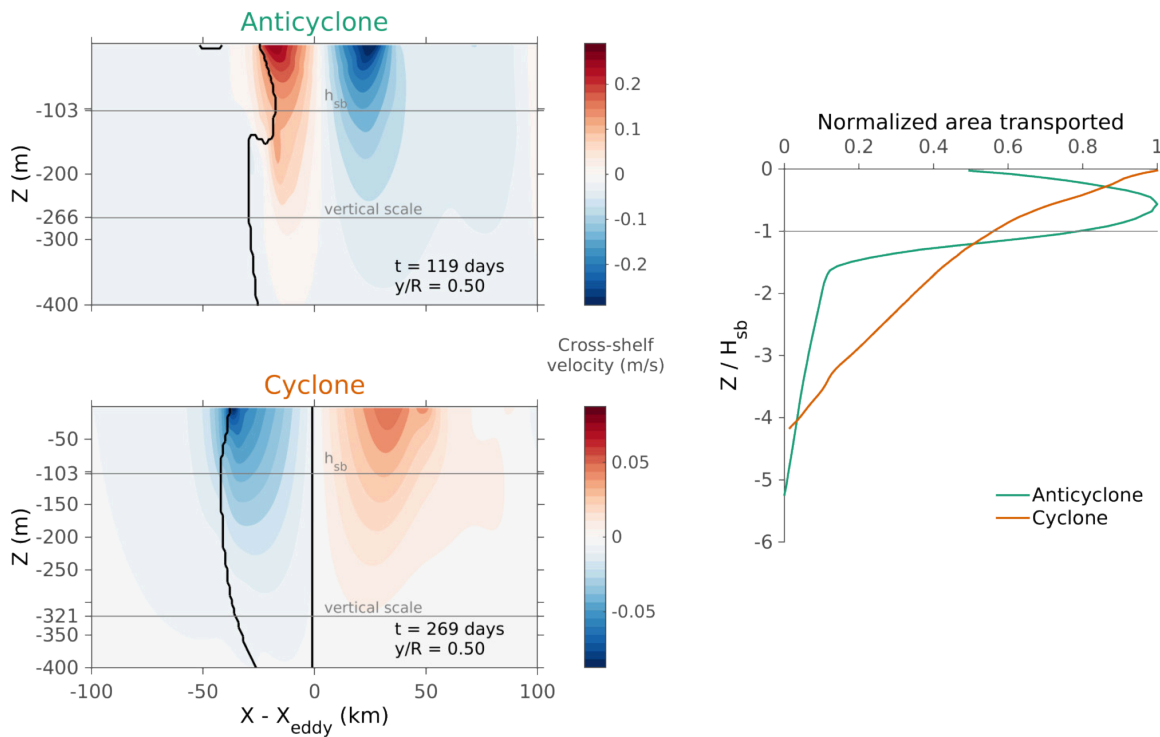 Anticyclone
-103
-200
-266
-300
-400
Z (m)
h_sb
vertical scale
t = 119 days
y/R = 0.50
0.2
0.1
0
-0.1
-0.2
Cross-shelf
velocity (m/s)
Cyclone
-50
-103
-150
-200
-250
-321
-350
-400
Z (m)
h_sb
vertical scale
t = 269 days
y/R = 0.50
-100 -50 0 50 100
X - X_eddy (km)
0.05
0
-0.05
Normalized area transported
0 0.2 0.4 0.6 0.8 1
0
-1
-2
-3
-4
-5
-6
Z / H_sb
Anticyclone
Cyclone